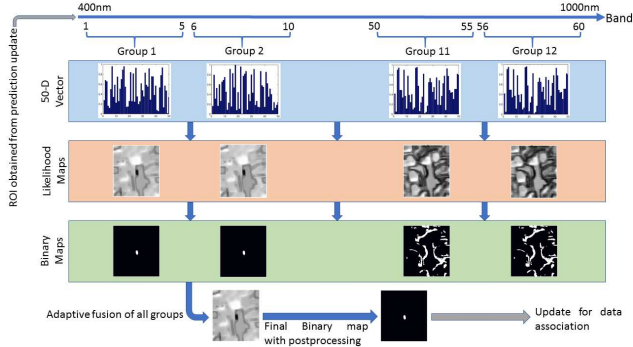 400nm
1000nm
Band
1
5
6
10
50
55
56
60
Group 1
Group 2
Group 11
Group 12
ROI obtained from prediction update
50-D
Vector
Likelihood
Maps
Binary
Maps
Adaptive fusion of all groups
Final Binary map
with postprocessing
Update for data
association